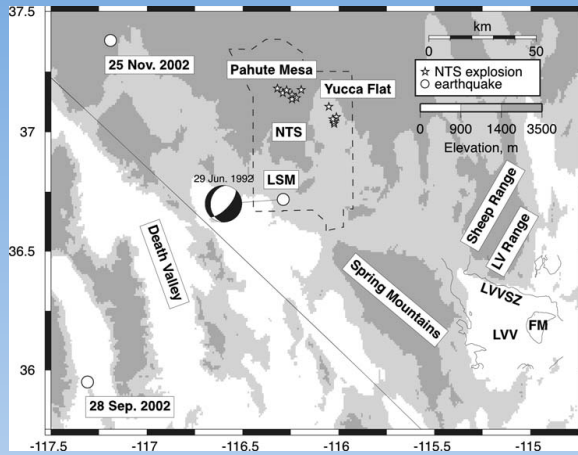 37.5
37
36.5
36
-117.5
-117
-116.5
-116
-115.5
-115
km
0
50
NTS explosion
earthquake
0 900 1400 3500
Elevation, m
25 Nov. 2002
Pahute Mesa
Yucca Flat
NTS
29 Jun. 1992
LSM
Sheep Range
LV Range
Death Valley
Spring Mountains
LVVSZ
LVV
FM
28 Sep. 2002